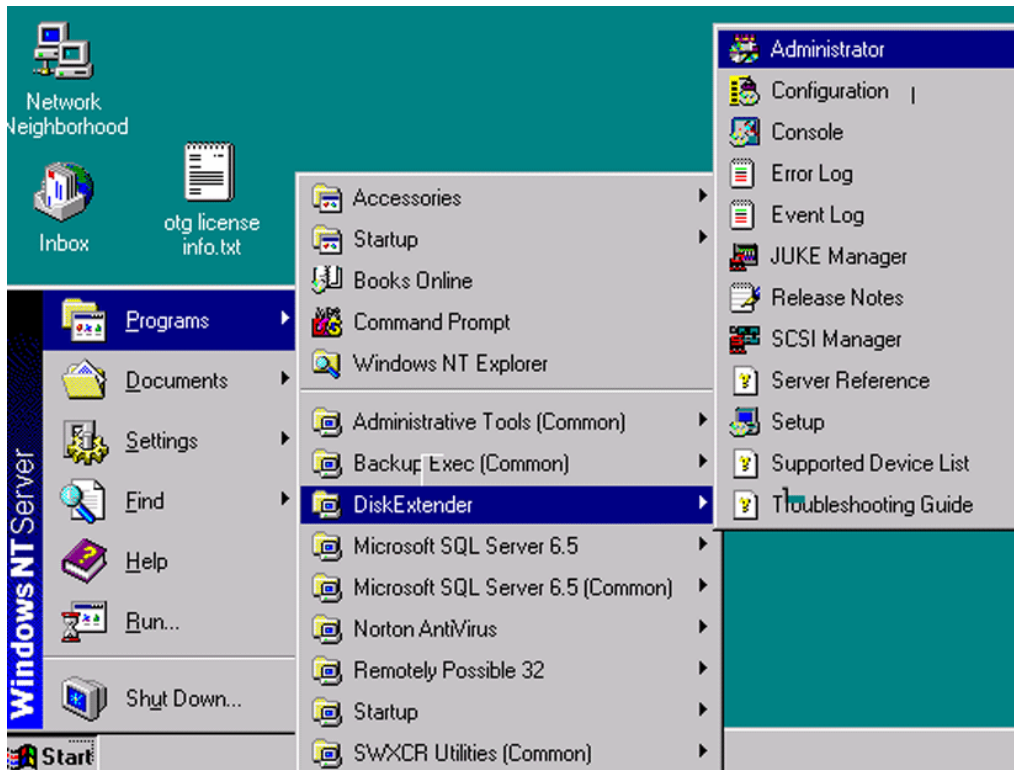 Network
Neighborhood
Inbox
otg license
info.txt
Windows NT Server
Programs
Documents
Settings
Find
Help
Run...
Shut Down...
Start
Accessories
Startup
Books Online
Command Prompt
Windows NT Explorer
Administrative Tools (Common)
Backup Exec (Common)
DiskExtender
Microsoft SQL Server 6.5
Microsoft SQL Server 6.5 (Common)
Norton AntiVirus
Remotely Possible 32
Startup
SWXCR Utilities (Common)
Administrator
Configuration
Console
Error Log
Event Log
JUKE Manager
Release Notes
SCSI Manager
Server Reference
Setup
Supported Device List
Troubleshooting Guide